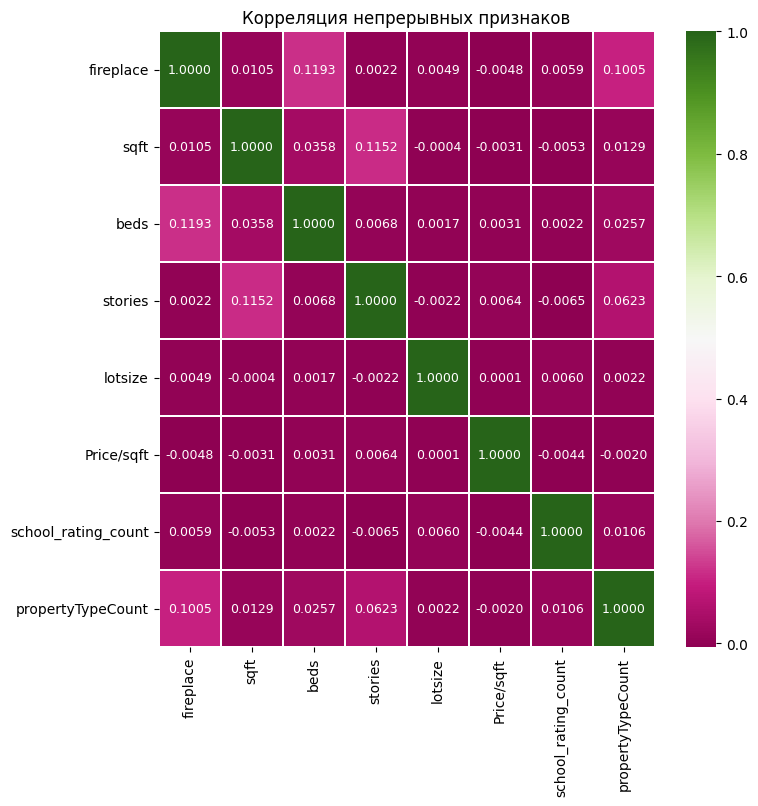 Корреляция непрерывных признаков
fireplace 1.0000 0.0105 0.1193 0.0022 0.0049 -0.0048 0.0059 0.1005
sqft 0.0105 1.0000 0.0358 0.1152 -0.0004 -0.0031 -0.0053 0.0129
beds 0.1193 0.0358 1.0000 0.0068 0.0017 0.0031 0.0022 0.0257
stories 0.0022 0.1152 0.0068 1.0000 -0.0022 0.0064 -0.0065 0.0623
lotsize 0.0049 -0.0004 0.0017 -0.0022 1.0000 0.0001 0.0060 0.0022
Price/sqft -0.0048 -0.0031 0.0031 0.0064 0.0001 1.0000 -0.0044 -0.0020
school_rating_count 0.0059 -0.0053 0.0022 -0.0065 0.0060 -0.0044 1.0000 0.0106
propertyTypeCount 0.1005 0.0129 0.0257 0.0623 0.0022 -0.0020 0.0106 1.0000
fireplace
sqft
beds
stories
lotsize
Price/sqft
school_rating_count
propertyTypeCount
1.0
0.8
0.6
0.4
0.2
0.0